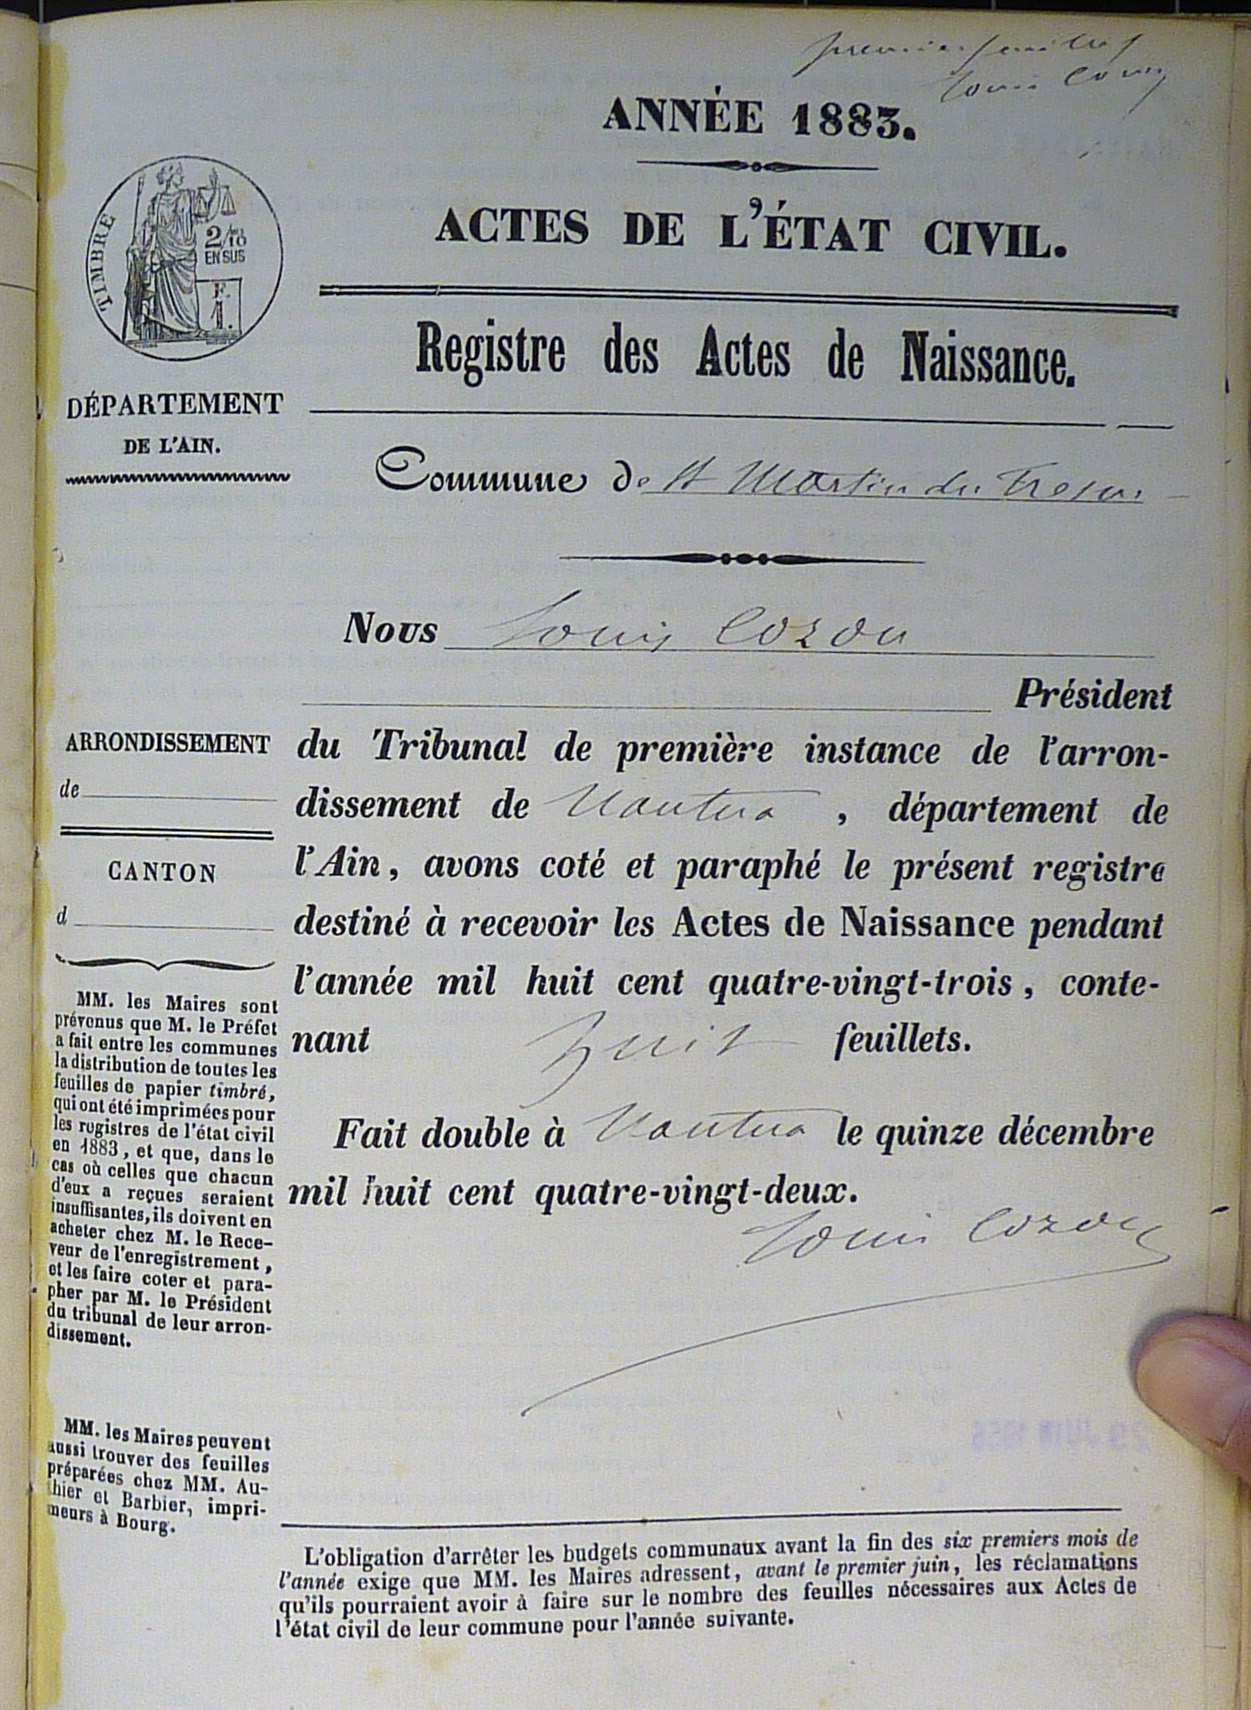 premier feuillet
Louis Cozon
ANNÉE 1883.
TIMBRE
2/10
EN SUS
F.
1.
ACTES DE L'ÉTAT CIVIL.
Registre des Actes de Naissance.
DÉPARTEMENT
DE L'AIN.
Commune de St Martin du Fresne
Nous Louis Cozon
Président
du Tribunal de première instance de l'arron-
dissement de Nantua, département de
l'Ain, avons coté et paraphé le présent registre
destiné à recevoir les Actes de Naissance pendant
l'année mil huit cent quatre-vingt-trois, conte-
nant huit feuillets.
Fait double à Nantua le quinze décembre
mil huit cent quatre-vingt-deux.
Louis Cozon
ARRONDISSEMENT
de
CANTON
d
MM. les Maires sont
prévenus que M. le Préfet
a fait entre les communes
la distribution de toutes les
feuilles de papier timbré,
qui ont été imprimées pour
les registres de l'état civil
en 1883, et que, dans le
cas où celles que chacun
d'eux a reçues seraient
insuffisantes, ils doivent en
acheter chez M. le Rece-
veur de l'enregistrement,
et les faire coter et para-
pher par M. le Président
du tribunal de leur arron-
dissement.
MM. les Maires peuvent
aussi trouver des feuilles
préparées chez MM. Au-
thier et Barbier, impri-
meurs à Bourg.
L'obligation d'arrêter les budgets communaux avant la fin des six premiers mois de
l'année exige que MM. les Maires adressent, avant le premier juin, les réclamations
qu'ils pourraient avoir à faire sur le nombre des feuilles nécessaires aux Actes de
l'état civil de leur commune pour l'année suivante.